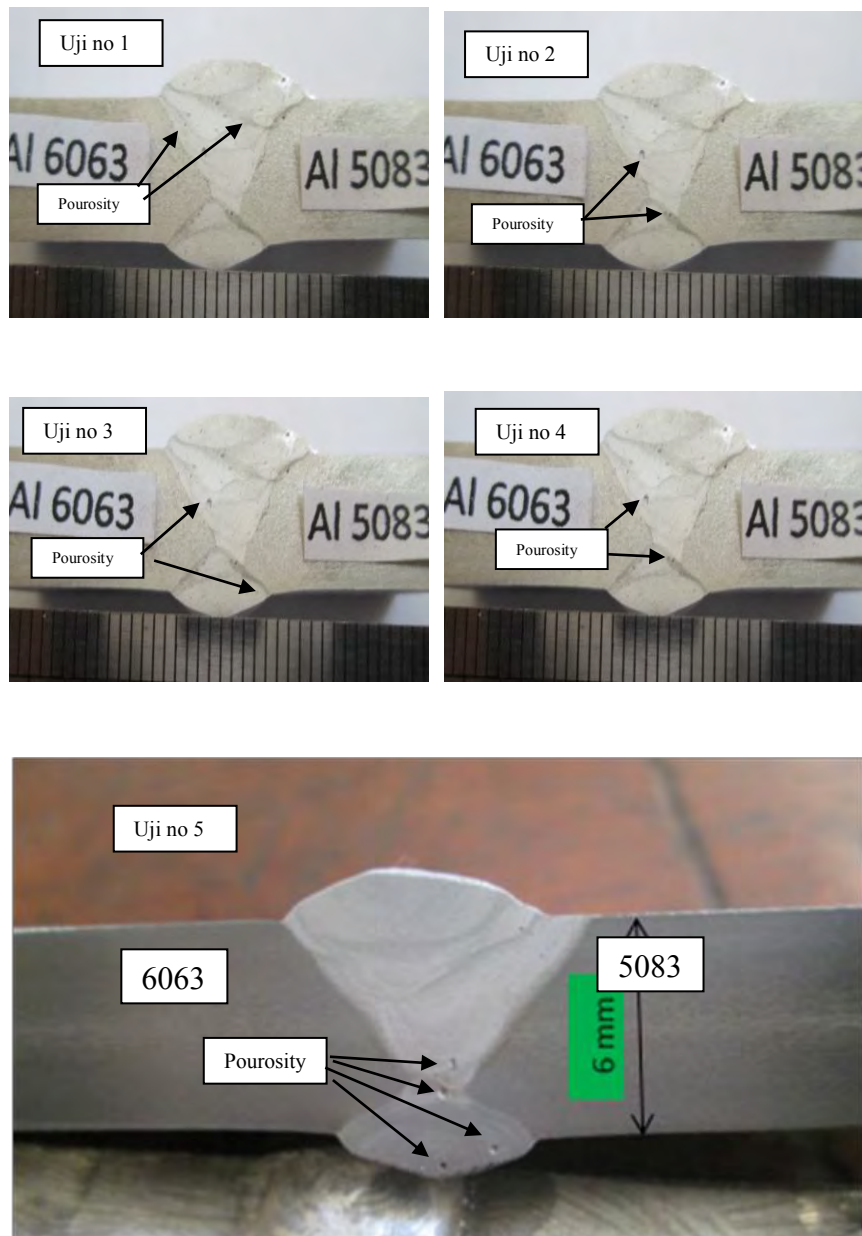 Uji no 1
Al 6063
Al 5083
Pourosity
Uji no 2
Al 6063
Al 5083
Pourosity
Uji no 3
Al 6063
Al 5083
Pourosity
Uji no 4
Al 6063
Al 5083
Pourosity
Uji no 5
6063
5083
6 mm
Pourosity